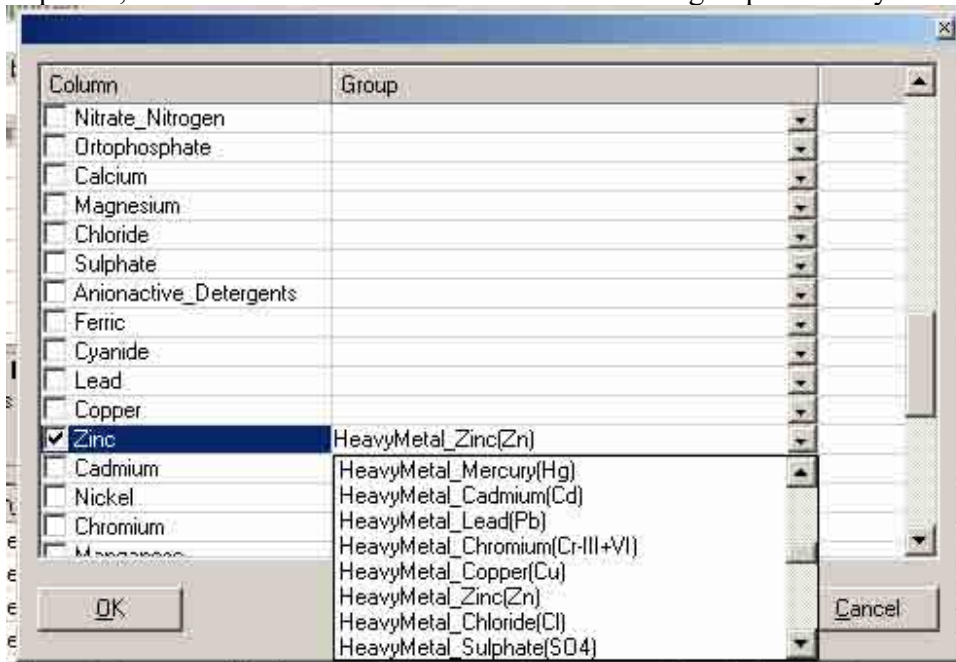 Column Group
Nitrate_Nitrogen
Ortophosphate
Calcium
Magnesium
Chloride
Sulphate
Anionactive_Detergents
Ferric
Cyanide
Lead
Copper
Zinc HeavyMetal_Zinc(Zn)
Cadmium
Nickel
Chromium
HeavyMetal_Mercury(Hg)
HeavyMetal_Cadmium(Cd)
HeavyMetal_Lead(Pb)
HeavyMetal_Chromium(Cr-III+VI)
HeavyMetal_Copper(Cu)
HeavyMetal_Zinc(Zn)
HeavyMetal_Chloride(Cl)
HeavyMetal_Sulphate(SO4)
OK Cancel